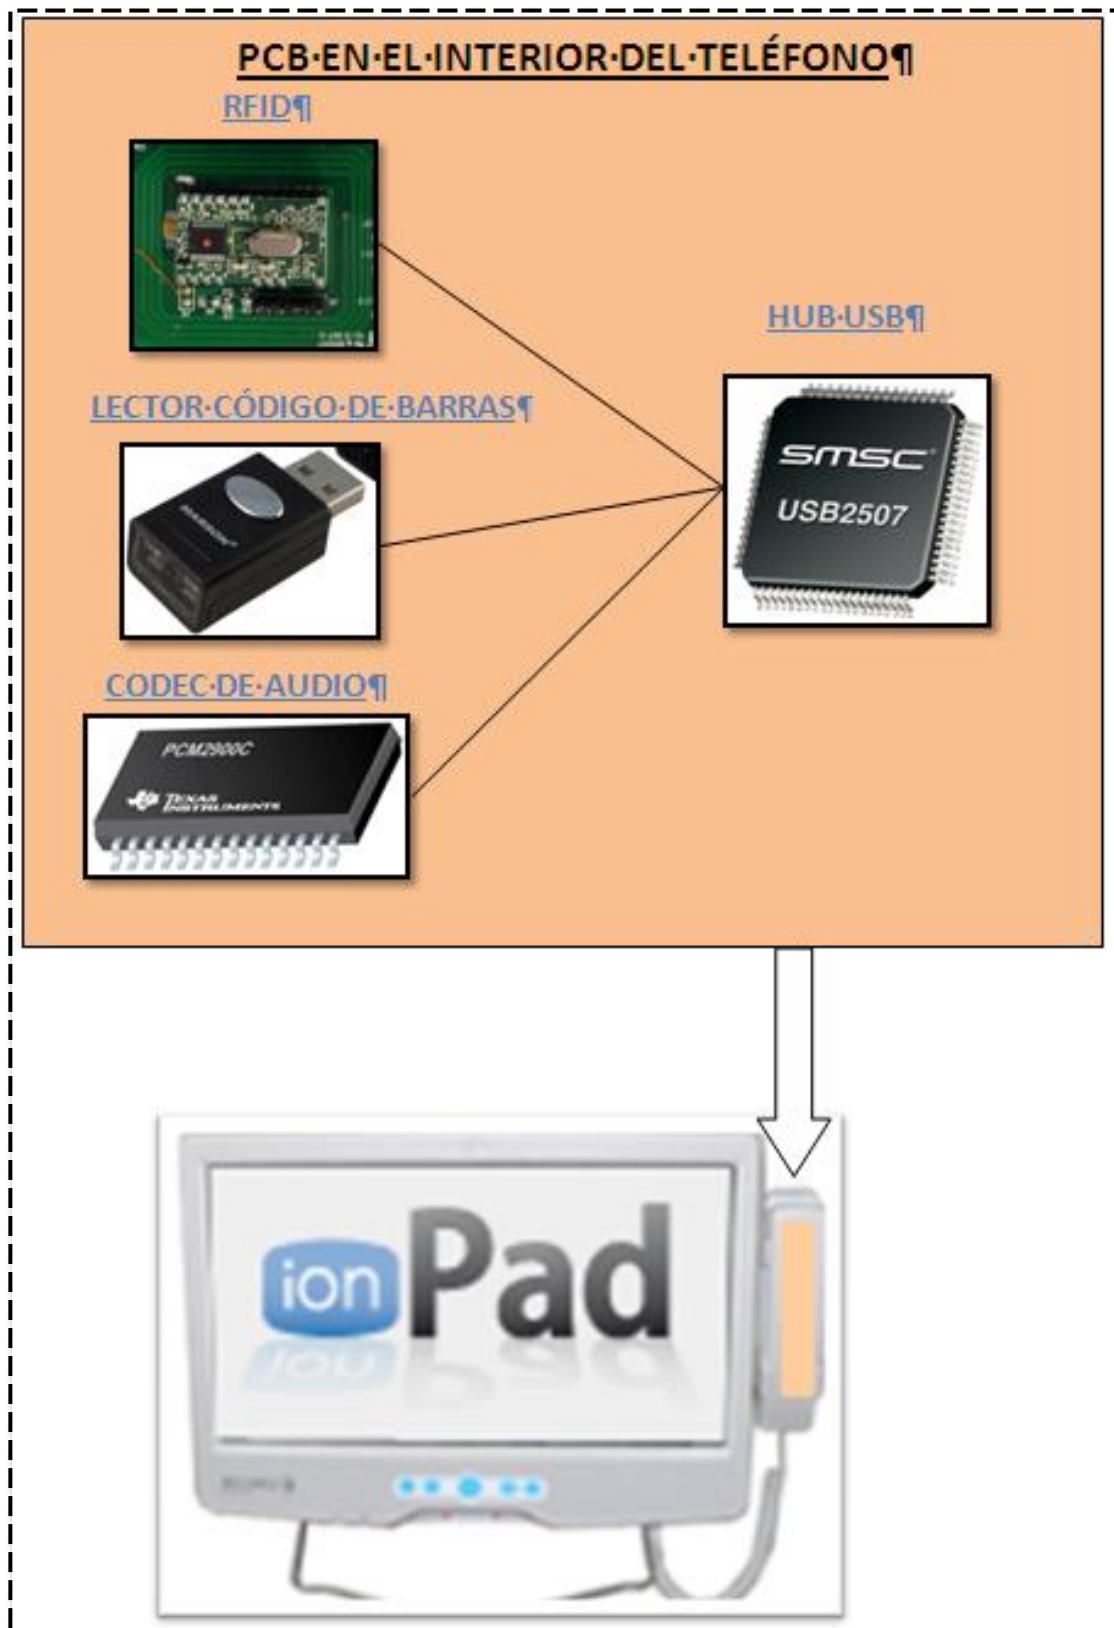 PCB·EN·EL·INTERIOR·DEL·TELÉFONO¶
RFID¶
HUB·USB¶
LECTOR·CÓDIGO·DE·BARRAS¶
SMSC
USB2507
CODEC·DE·AUDIO¶
PCM2900C
TEXAS
INSTRUMENTS
ion Pad